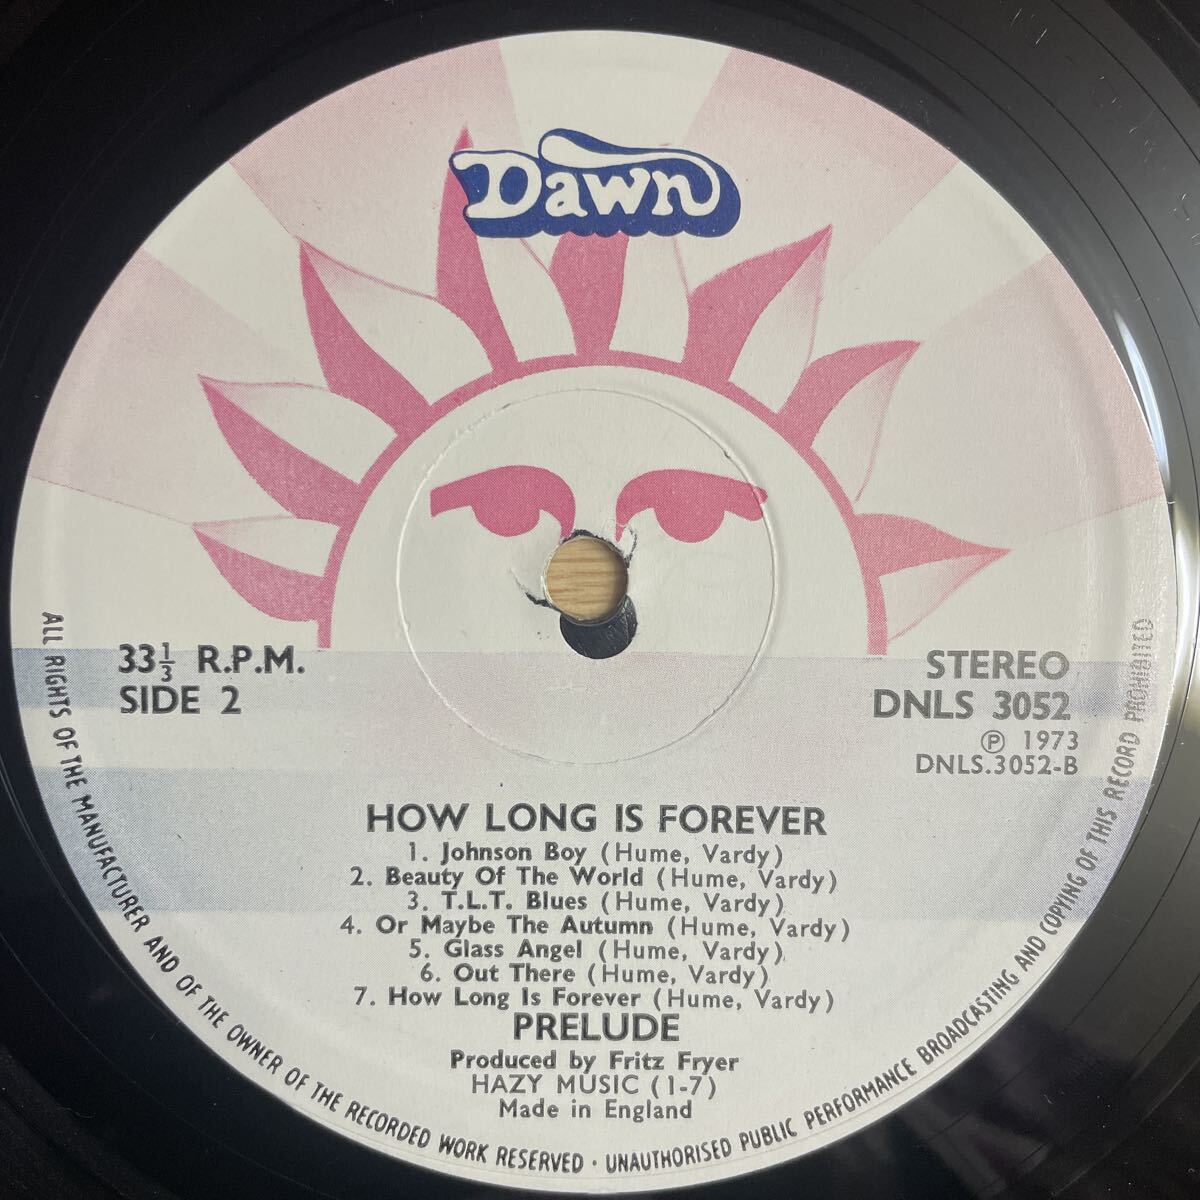 Dawn
33⅓ R.P.M.
SIDE 2
STEREO
DNLS 3052
Ⓟ 1973
DNLS.3052-B
HOW LONG IS FOREVER
1. Johnson Boy (Hume, Vardy)
2. Beauty Of The World (Hume, Vardy)
3. T.L.T. Blues (Hume, Vardy)
4. Or Maybe The Autumn (Hume, Vardy)
5. Glass Angel (Hume, Vardy)
6. Out There (Hume, Vardy)
7. How Long Is Forever (Hume, Vardy)
PRELUDE
Produced by Fritz Fryer
HAZY MUSIC (1-7)
Made in England
ALL RIGHTS OF THE MANUFACTURER AND OF THE OWNER OF THE RECORDED WORK RESERVED · UNAUTHORISED PUBLIC PERFORMANCE BROADCASTING AND COPYING OF THIS RECORD PROHIBITED